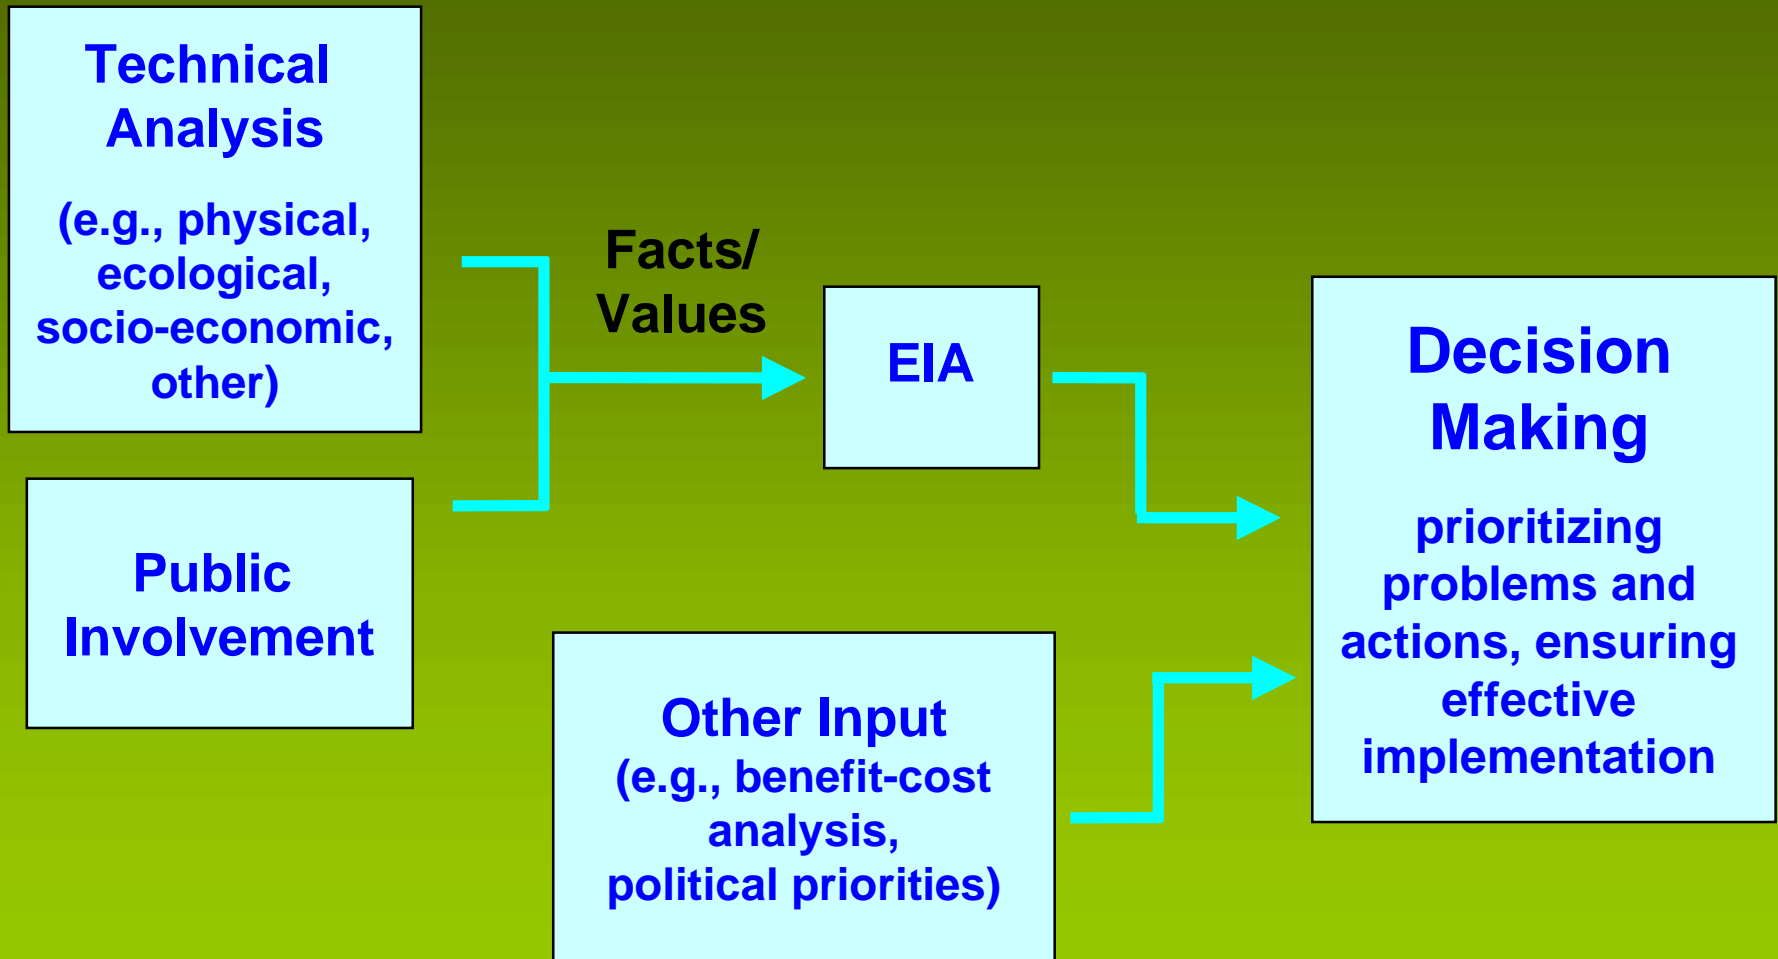 Technical
Analysis
(e.g., physical,
ecological,
socio-economic,
other)
Public
Involvement
Facts/
Values
EIA
Other Input
(e.g., benefit-cost
analysis,
political priorities)
Decision
Making
prioritizing
problems and
actions, ensuring
effective
implementation